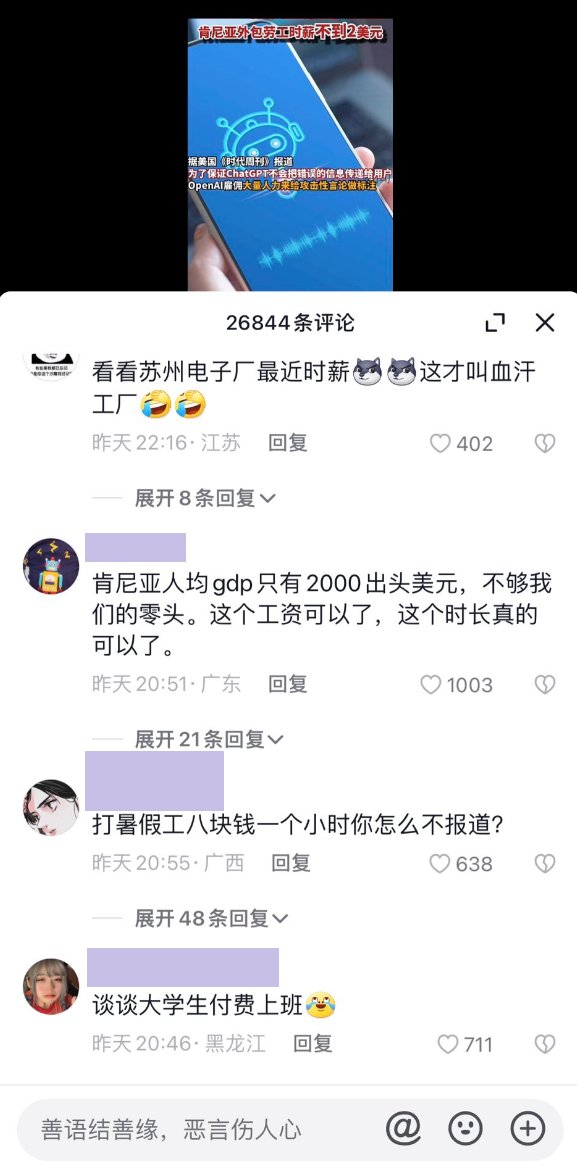 肯尼亚外包劳工时薪不到2美元
据美国《时代周刊》报道
为了保证ChatGPT不会把错误的信息传递给用户
OpenAI雇佣大量人力来给攻击性言论做标注
26844条评论
看看苏州电子厂最近时薪这才叫血汗
工厂
昨天 22:16 · 江苏 回复 402
展开 8 条回复
肯尼亚人均gdp只有2000出头美元，不够我
们的零头。这个工资可以了，这个时长真的
可以了。
昨天 20:51 · 广东 回复 1003
展开 21 条回复
打暑假工八块钱一个小时你怎么不报道？
昨天 20:55 · 广西 回复 638
展开 48 条回复
谈谈大学生付费上班
昨天 20:46 · 黑龙江 回复 711
善语结善缘，恶言伤人心
@